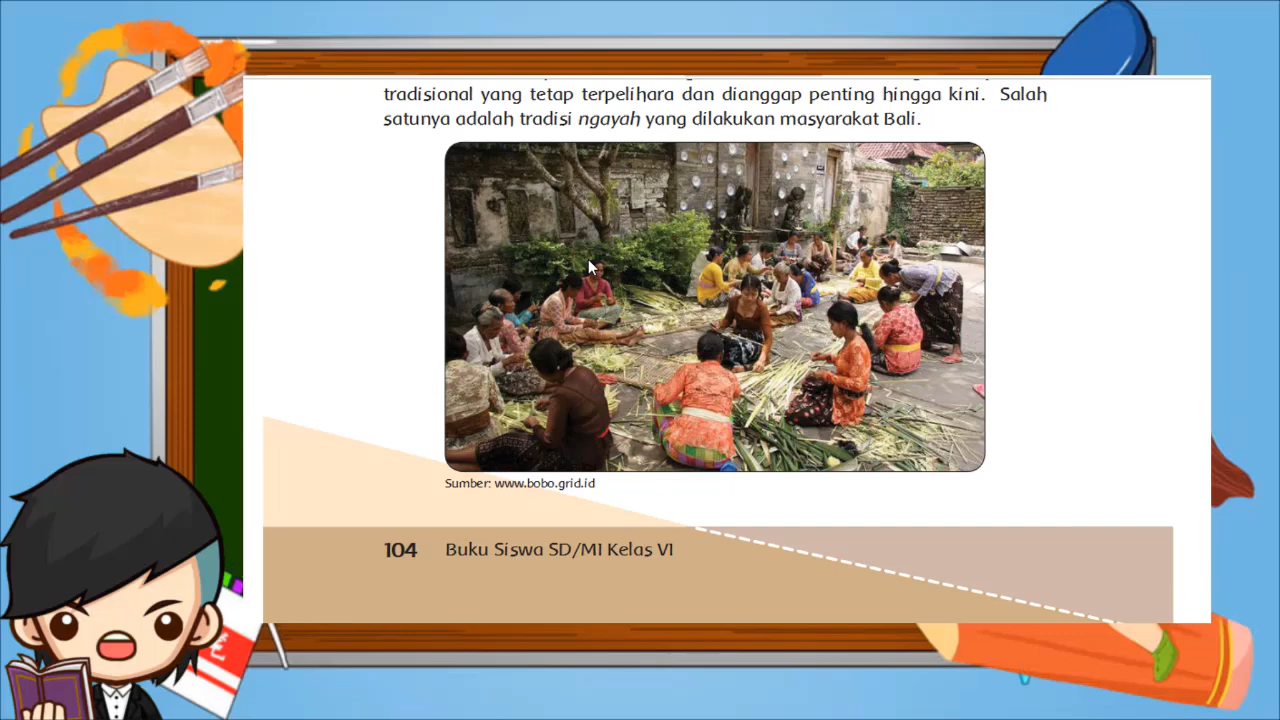 tradisional yang tetap terpelihara dan dianggap penting hingga kini. Salah
satunya adalah tradisi ngayah yang dilakukan masyarakat Bali.
Sumber: www.bobo.grid.id
104 Buku Siswa SD/MI Kelas VI